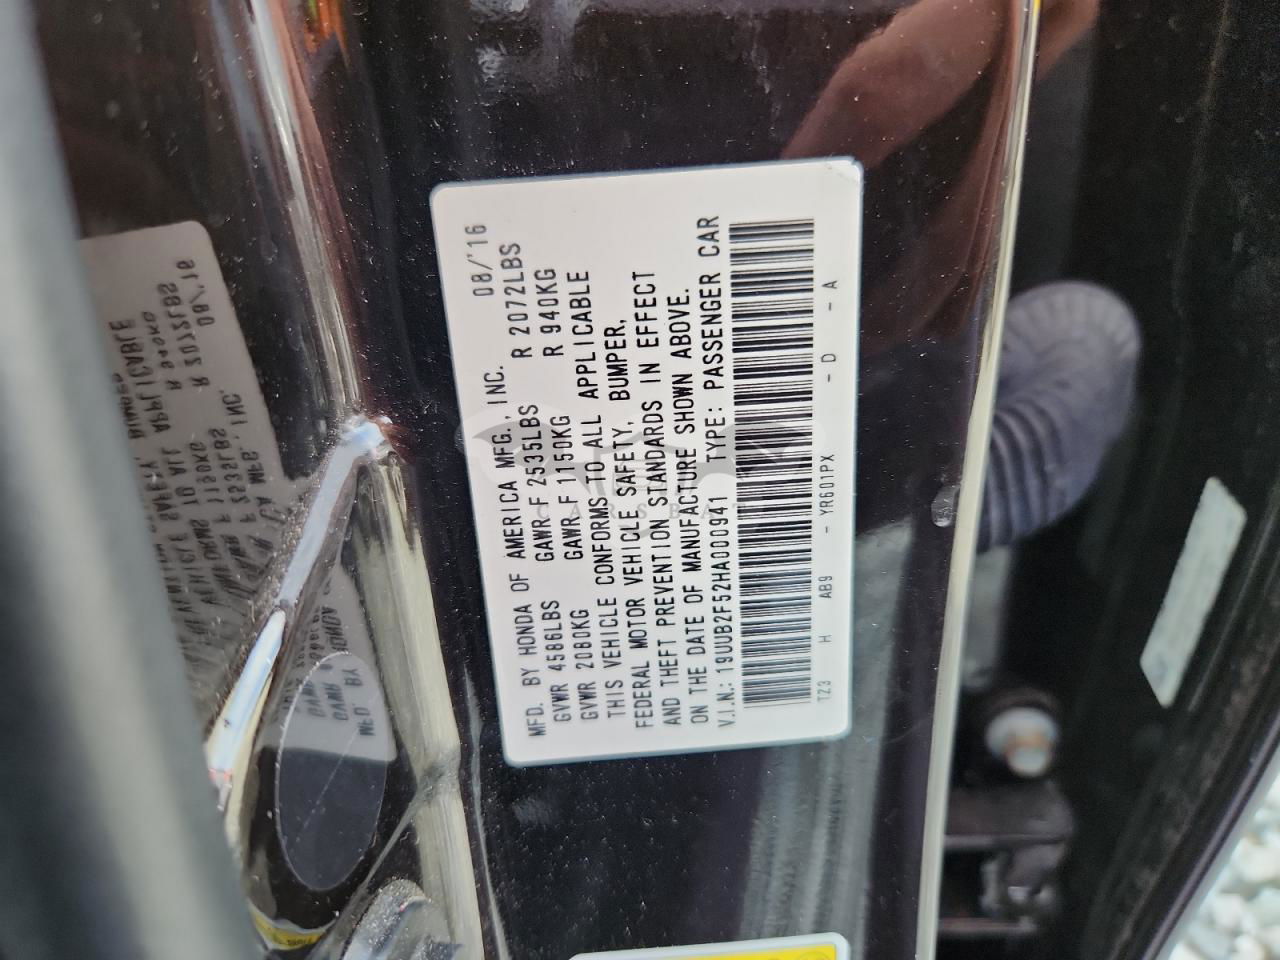 MFD. BY HONDA OF AMERICA MFG., INC. 08/'16
GVWR 4586LBS GAWR F 2535LBS R 2072LBS
GVWR 2080KG GAWR F 1150KG R 940KG
THIS VEHICLE CONFORMS TO ALL APPLICABLE
FEDERAL MOTOR VEHICLE SAFETY, BUMPER,
AND THEFT PREVENTION STANDARDS IN EFFECT
ON THE DATE OF MANUFACTURE SHOWN ABOVE.
V.I.N.: 19UUB2F52HA000941 TYPE: PASSENGER CAR
TZ3 H AB9 - YR601PX - D - A
CARSBAT